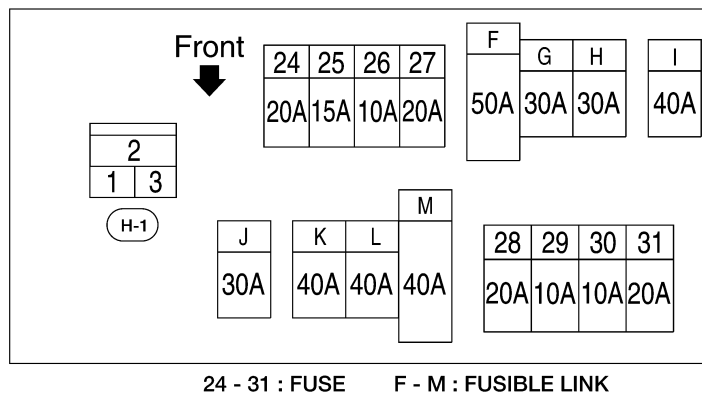 Front
24 25 26 27
20A 15A 10A 20A
F
G H
50A 30A 30A
I
40A
2
1 3
H-1
J
30A
K L M
40A 40A 40A
28 29 30 31
20A 10A 10A 20A
24 - 31 : FUSE F - M : FUSIBLE LINK